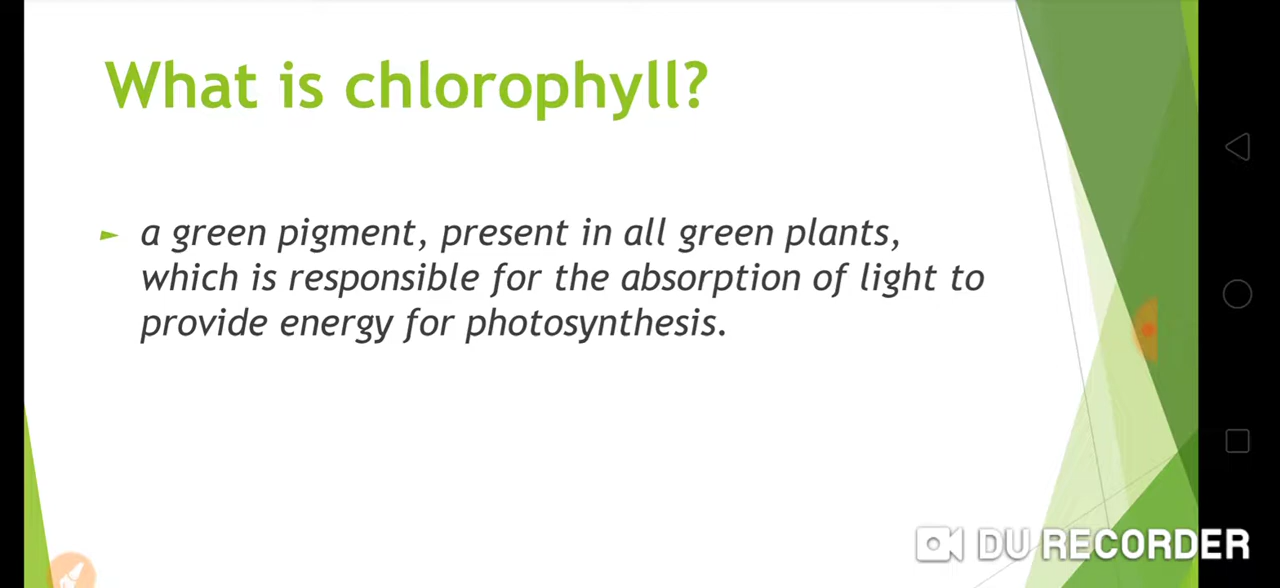 What is chlorophyll?
a green pigment, present in all green plants,
which is responsible for the absorption of light to
provide energy for photosynthesis.
DU RECORDER